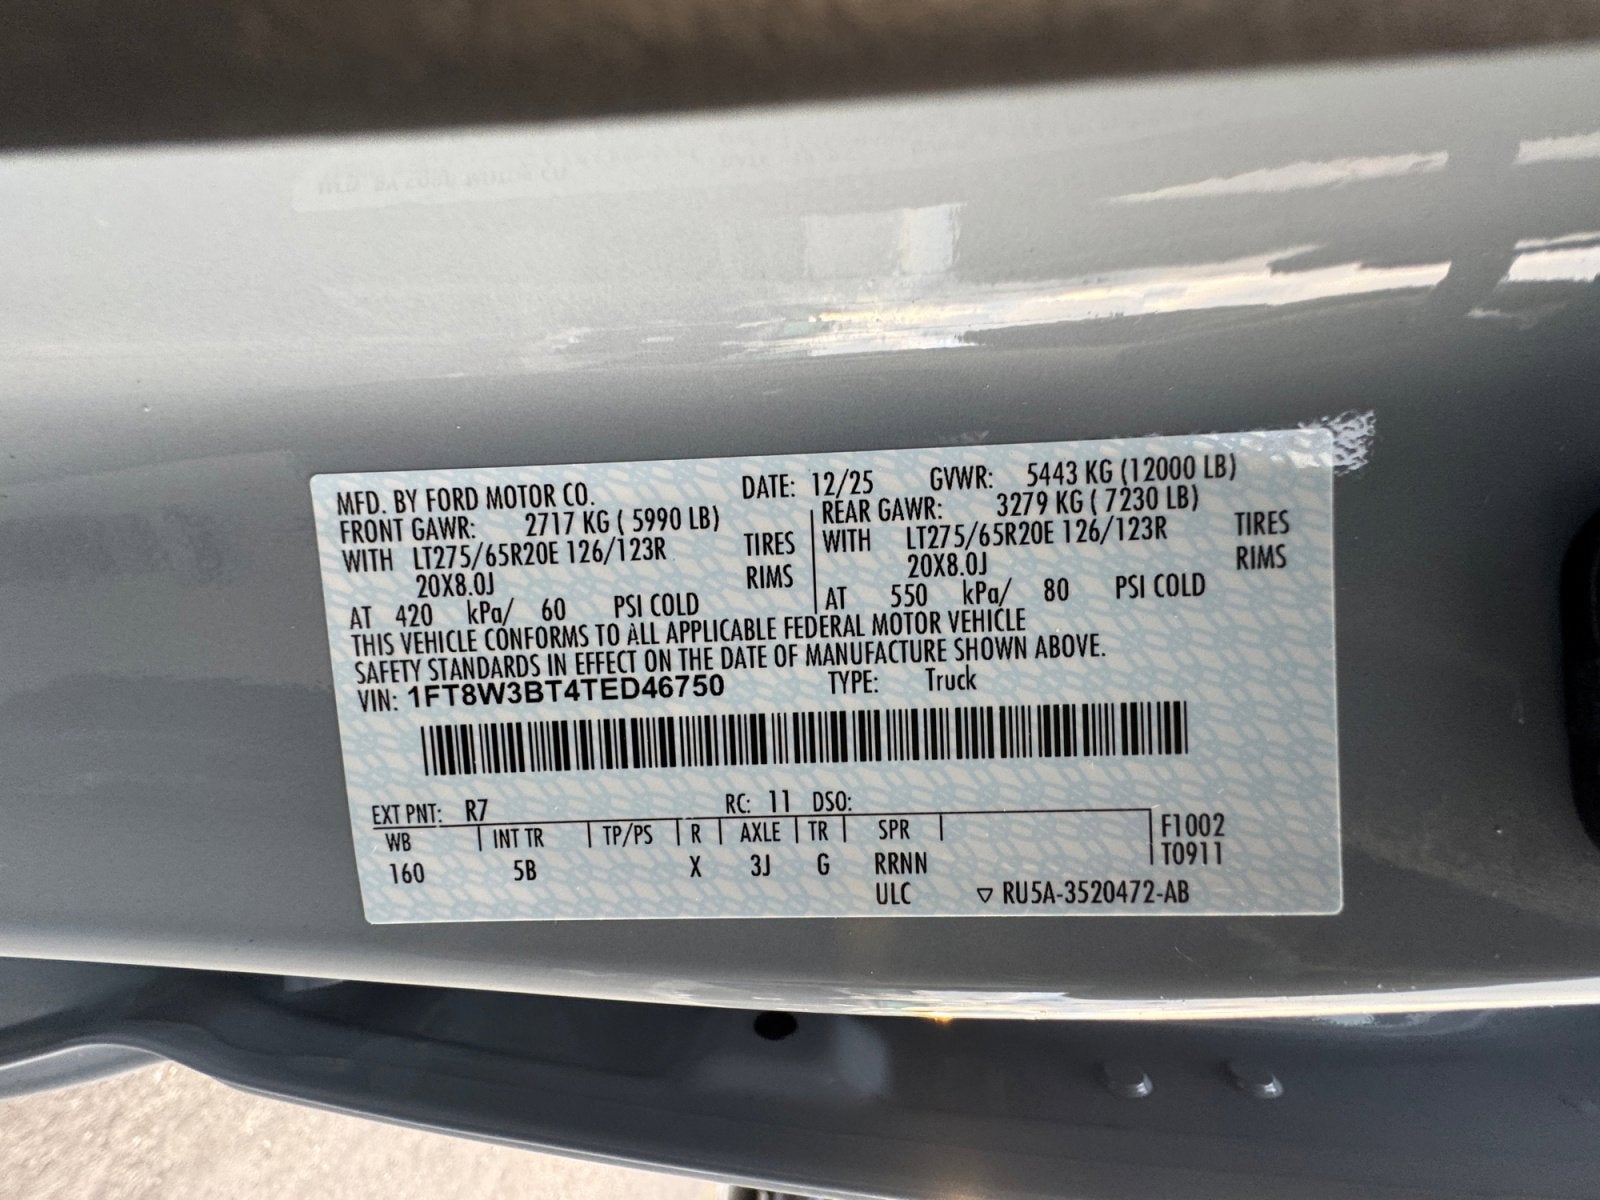 MFD. BY FORD MOTOR CO. DATE: 12/25 GVWR: 5443 KG (12000 LB)
FRONT GAWR: 2717 KG ( 5990 LB) REAR GAWR: 3279 KG ( 7230 LB)
WITH LT275/65R20E 126/123R TIRES WITH LT275/65R20E 126/123R TIRES
20X8.0J RIMS 20X8.0J RIMS
AT 420 kPa/ 60 PSI COLD AT 550 kPa/ 80 PSI COLD
THIS VEHICLE CONFORMS TO ALL APPLICABLE FEDERAL MOTOR VEHICLE
SAFETY STANDARDS IN EFFECT ON THE DATE OF MANUFACTURE SHOWN ABOVE.
VIN: 1FT8W3BT4TED46750 TYPE: Truck
EXT PNT: R7 RC: 11 DSO:
WB INT TR TP/PS R AXLE TR SPR F1002
160 5B X 3J G RRNN T0911
ULC ▽ RU5A-3520472-AB